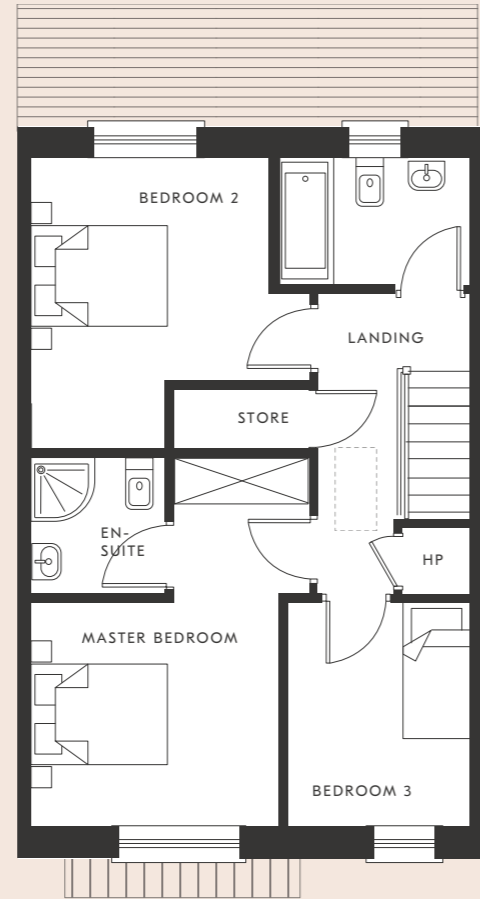 BEDROOM 2
LANDING
STORE
EN-
SUITE
HP
MASTER BEDROOM
BEDROOM 3